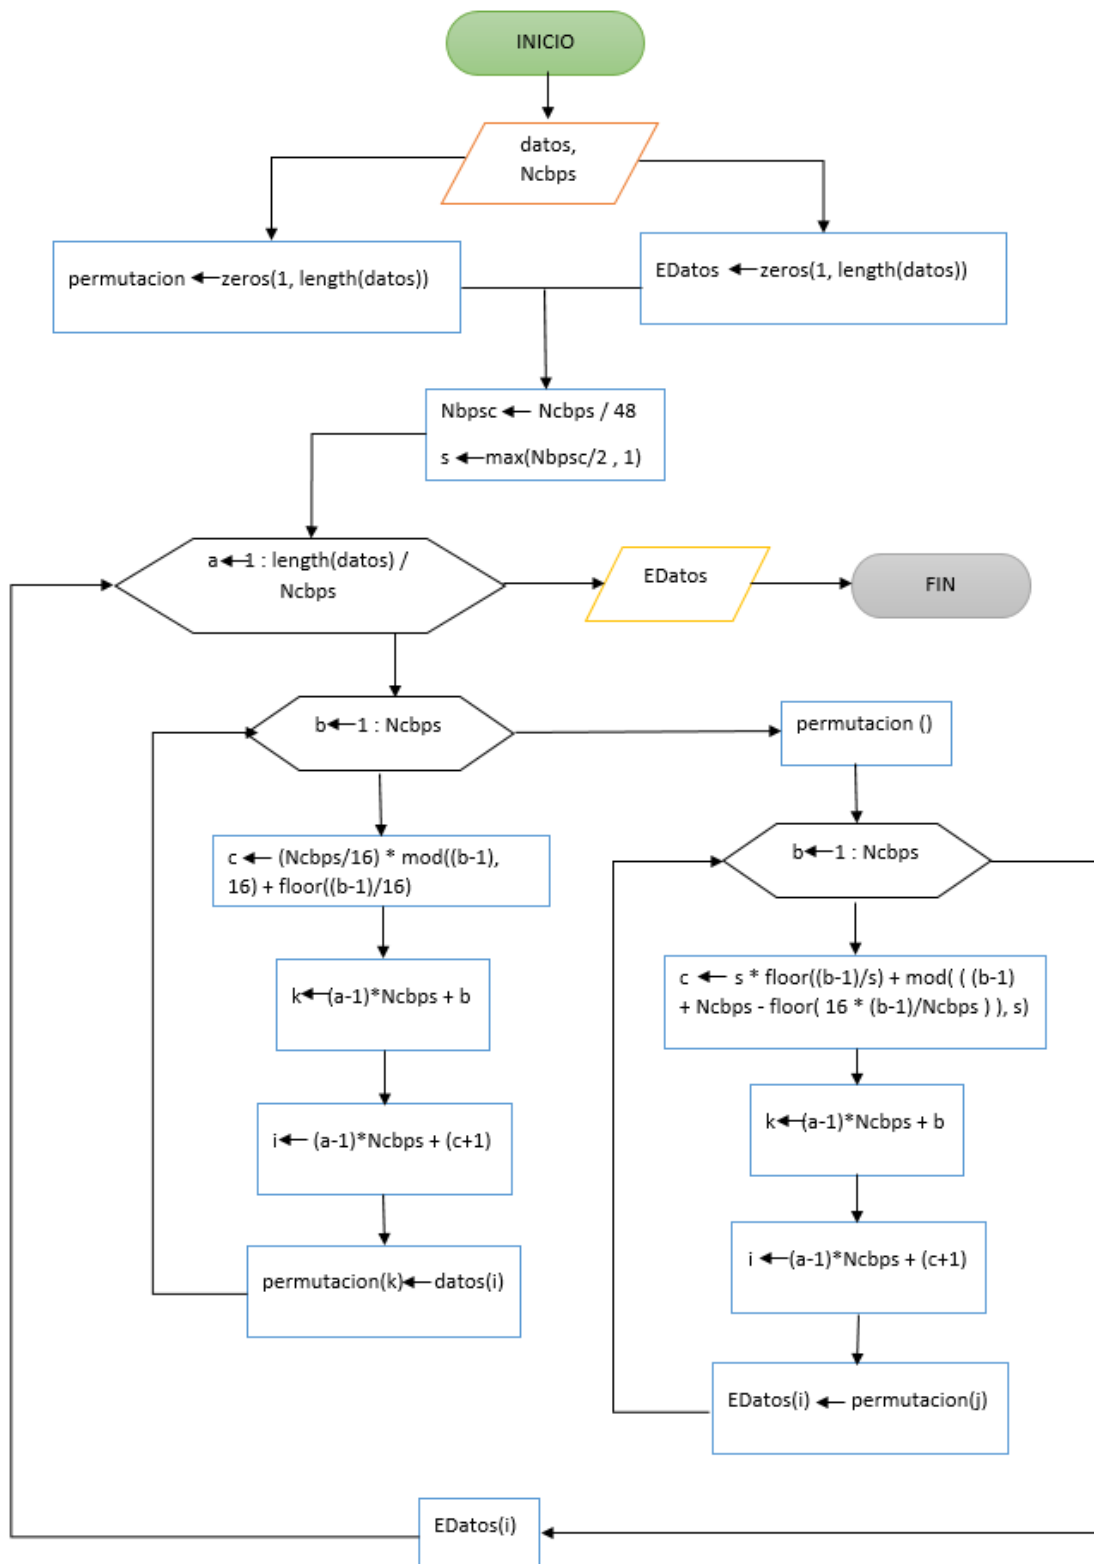 INICIO
datos,
Ncbps
permutacion ←zeros(1, length(datos))
EDatos ←zeros(1, length(datos))
Nbpsc ← Ncbps / 48
s ←max(Nbpsc/2 , 1)
a←1 : length(datos) /
Ncbps
EDatos
FIN
b←1 : Ncbps
permutacion ()
c ← (Ncbps/16) * mod((b-1),
16) + floor((b-1)/16)
k←(a-1)*Ncbps + b
i← (a-1)*Ncbps + (c+1)
permutacion(k)← datos(i)
b←1 : Ncbps
c ← s * floor((b-1)/s) + mod( ( (b-1)
+ Ncbps - floor( 16 * (b-1)/Ncbps ) ), s)
k←(a-1)*Ncbps + b
i ←(a-1)*Ncbps + (c+1)
EDatos(i) ← permutacion(j)
EDatos(i)